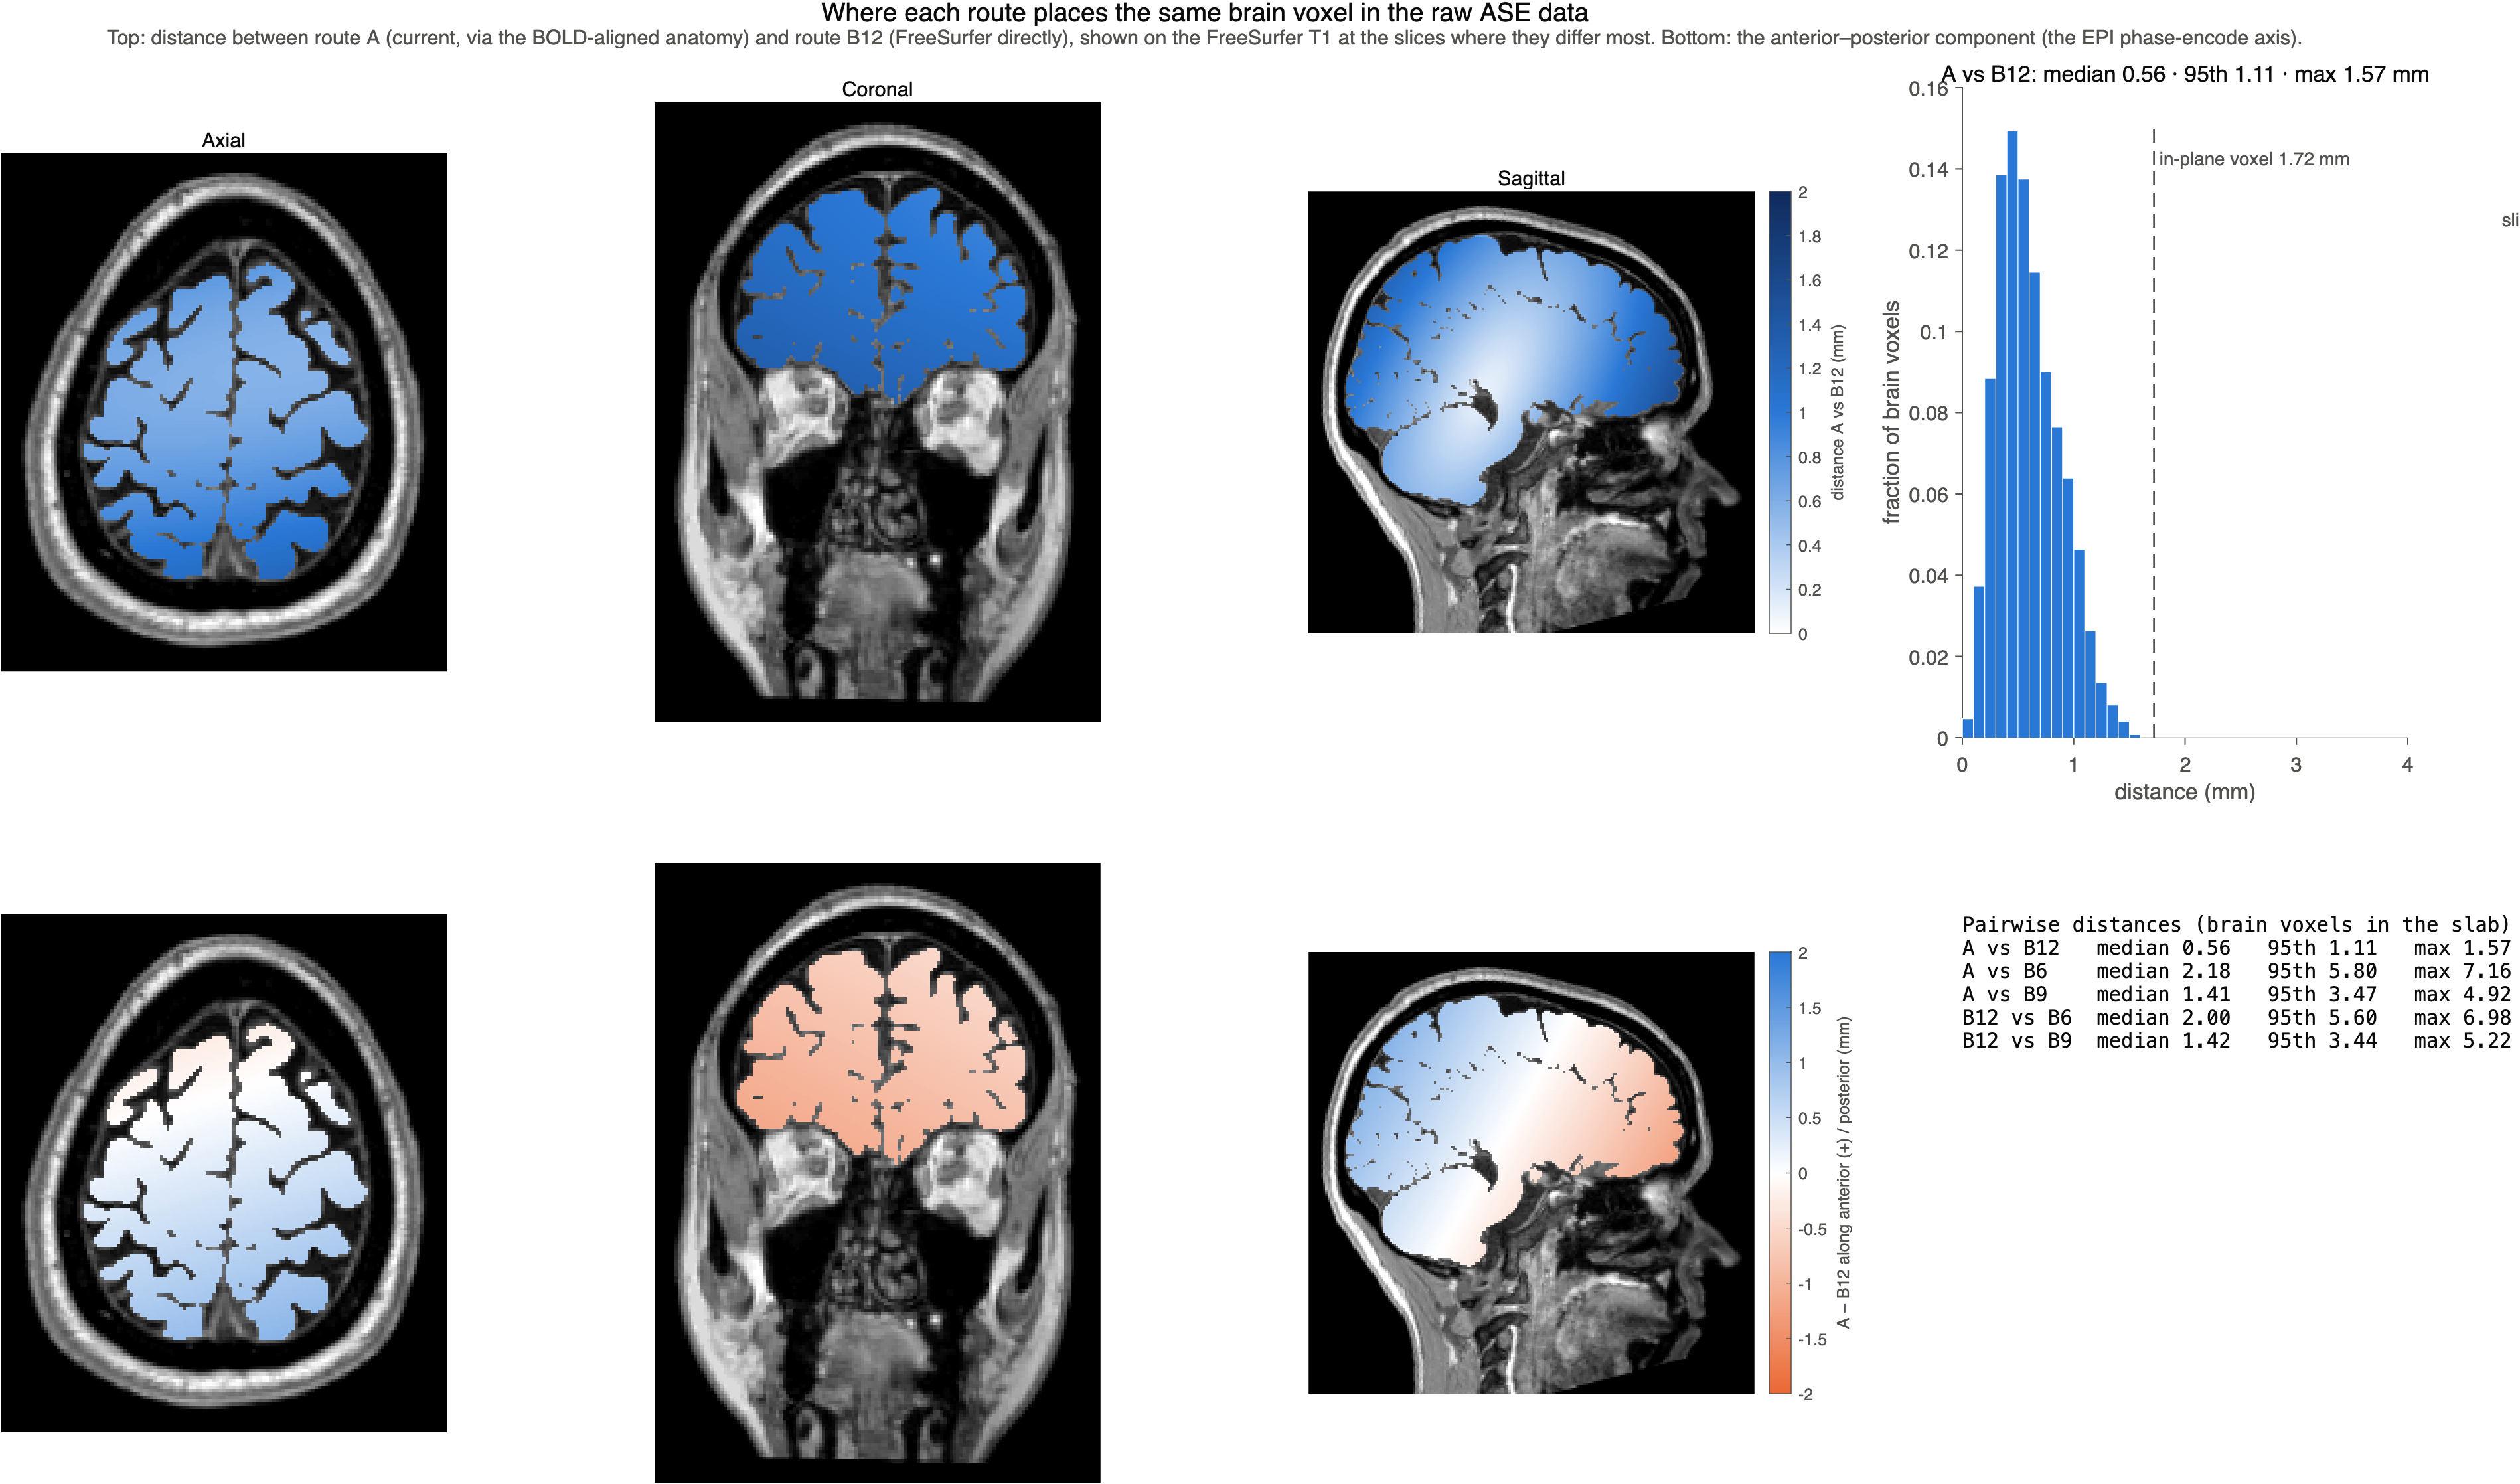 Where each route places the same brain voxel in the raw ASE data
Top: distance between route A (current, via the BOLD-aligned anatomy) and route B12 (FreeSurfer directly), shown on the FreeSurfer T1 at the slices where they differ most. Bottom: the anterior–posterior component (the EPI phase-encode axis).
Axial
Coronal
Sagittal
2
1.8
1.6
1.4
1.2
1
0.8
0.6
0.4
0.2
0
distance A vs B12 (mm)
A vs B12: median 0.56 · 95th 1.11 · max 1.57 mm
0.16
0.14
0.12
0.1
0.08
0.06
0.04
0.02
0
fraction of brain voxels
in-plane voxel 1.72 mm
sli
0
1
2
3
4
distance (mm)
2
1.5
1
0.5
0
-0.5
-1
-1.5
-2
A – B12 along anterior (+) / posterior (mm)
Pairwise distances (brain voxels in the slab)
A vs B12 median 0.56 95th 1.11 max 1.57
A vs B6 median 2.18 95th 5.80 max 7.16
A vs B9 median 1.41 95th 3.47 max 4.92
B12 vs B6 median 2.00 95th 5.60 max 6.98
B12 vs B9 median 1.42 95th 3.44 max 5.22